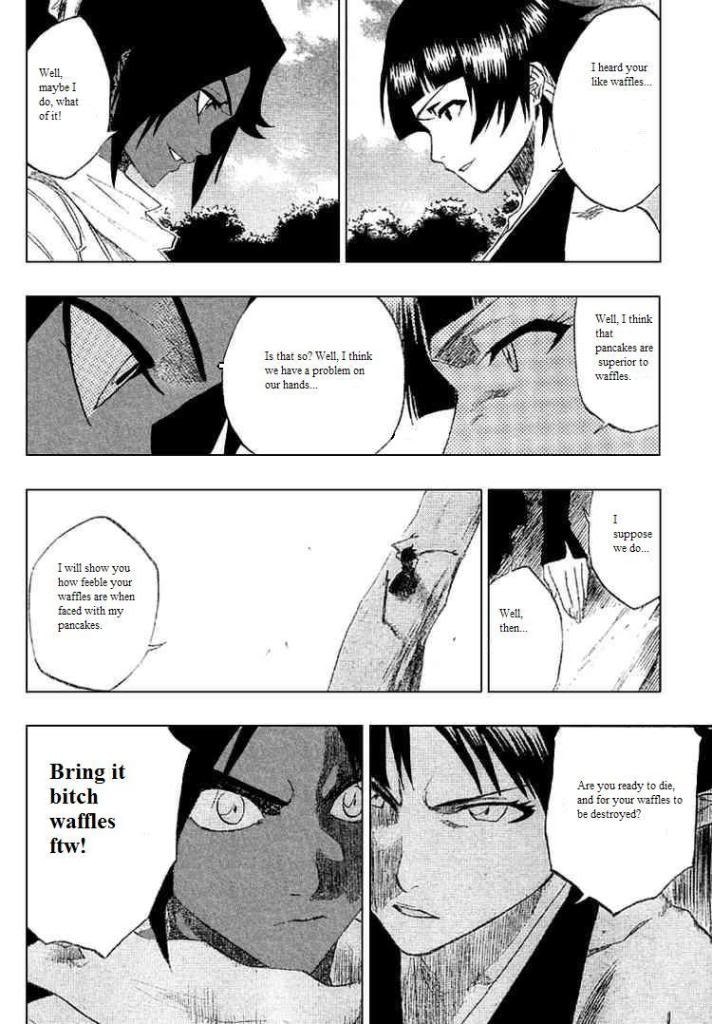 I heard your
like waffles...
Well,
maybe I
do, what
of it!
Well, I think
that
pancakes are
superior to
waffles.
Is that so? Well, I think
we have a problem on
our hands...
I
suppose
we do...
Well,
then...
I will show you
how feeble your
waffles are when
faced with my
pancakes.
Are you ready to die,
and for your waffles to
be destroyed?
Bring it
bitch
waffles
ftw!